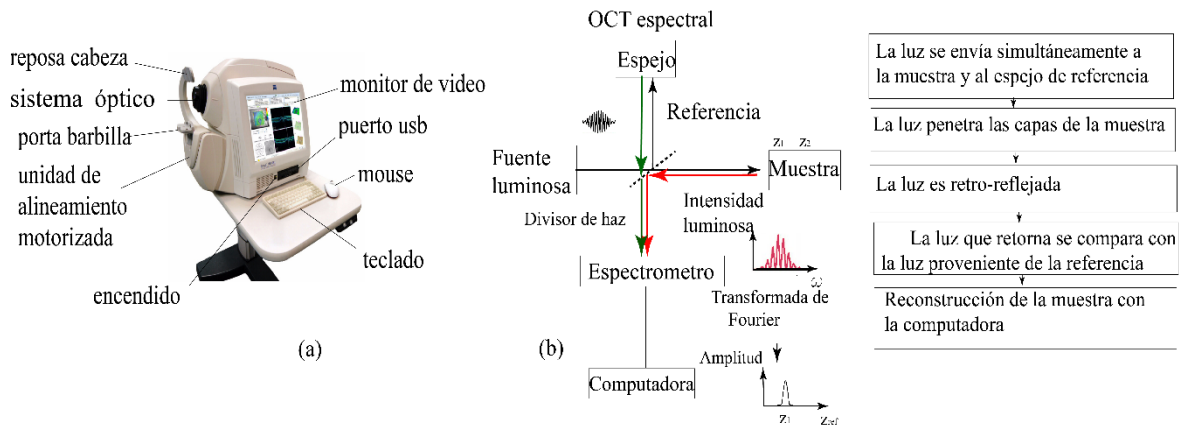 reposa cabeza
sistema óptico
porta barbilla
unidad de
alineamiento
motorizada
encendido
monitor de video
puerto usb
mouse
teclado
(a)
OCT espectral
Espejo
Referencia
Fuente
luminosa
z₁ z₂
Muestra
Divisor de haz
Intensidad
luminosa
ω
Espectrometro
Transformada de
Fourier
(b)
Amplitud
Computadora
z₁
z_ref
La luz se envía simultáneamente a
la muestra y al espejo de referencia
La luz penetra las capas de la muestra
La luz es retro-reflejada
La luz que retorna se compara con
la luz proveniente de la referencia
Reconstrucción de la muestra con
la computadora